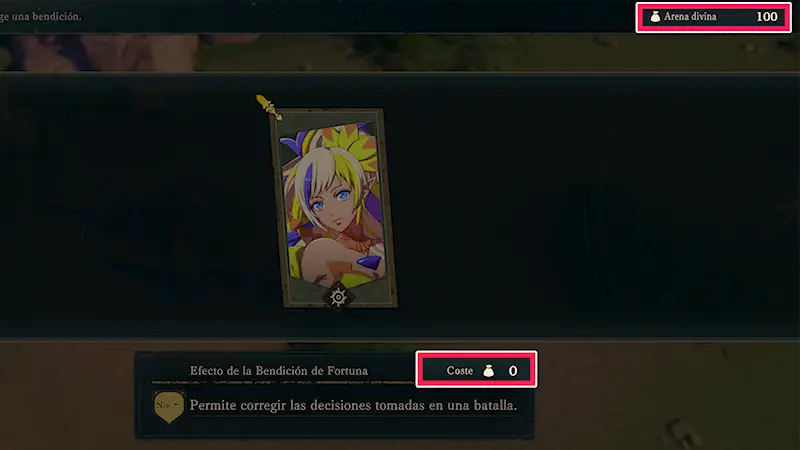 ge una bendición.
Arena divina 100
Efecto de la Bendición de Fortuna
Coste 0
Niv. -
Permite corregir las decisiones tomadas en una batalla.